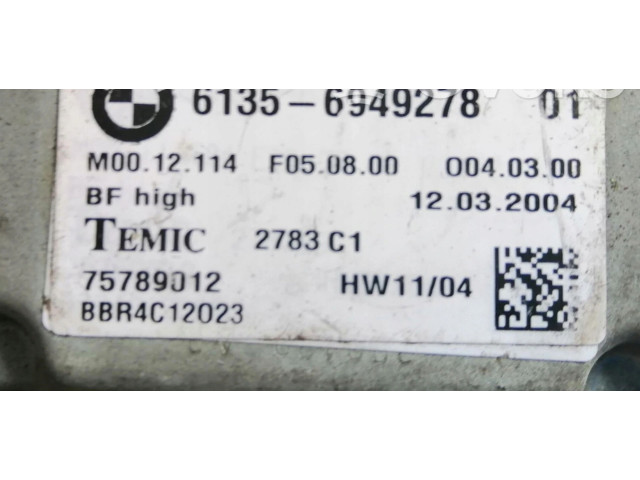 6135-6949278 01
M00.12.114 F05.08.00 O04.03.00
BF high 12.03.2004
TEMIC 2783 C1
75789012 HW11/04
BBR4C12023